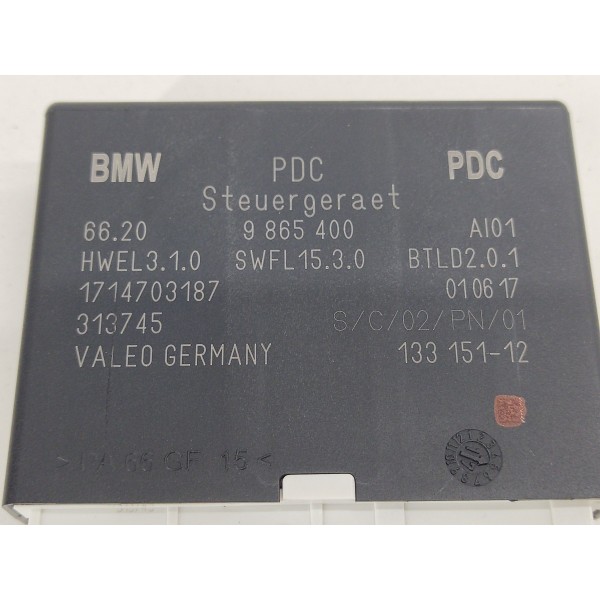 BMW PDC PDC
Steuergeraet
66.20 9 865 400 AI01
HWEL3.1.0 SWFL15.3.0 BTLD2.0.1
1714703187 010617
313745 S/C/02/PN/01
VALEO GERMANY 133 151-12
>PA 66 GF 15<